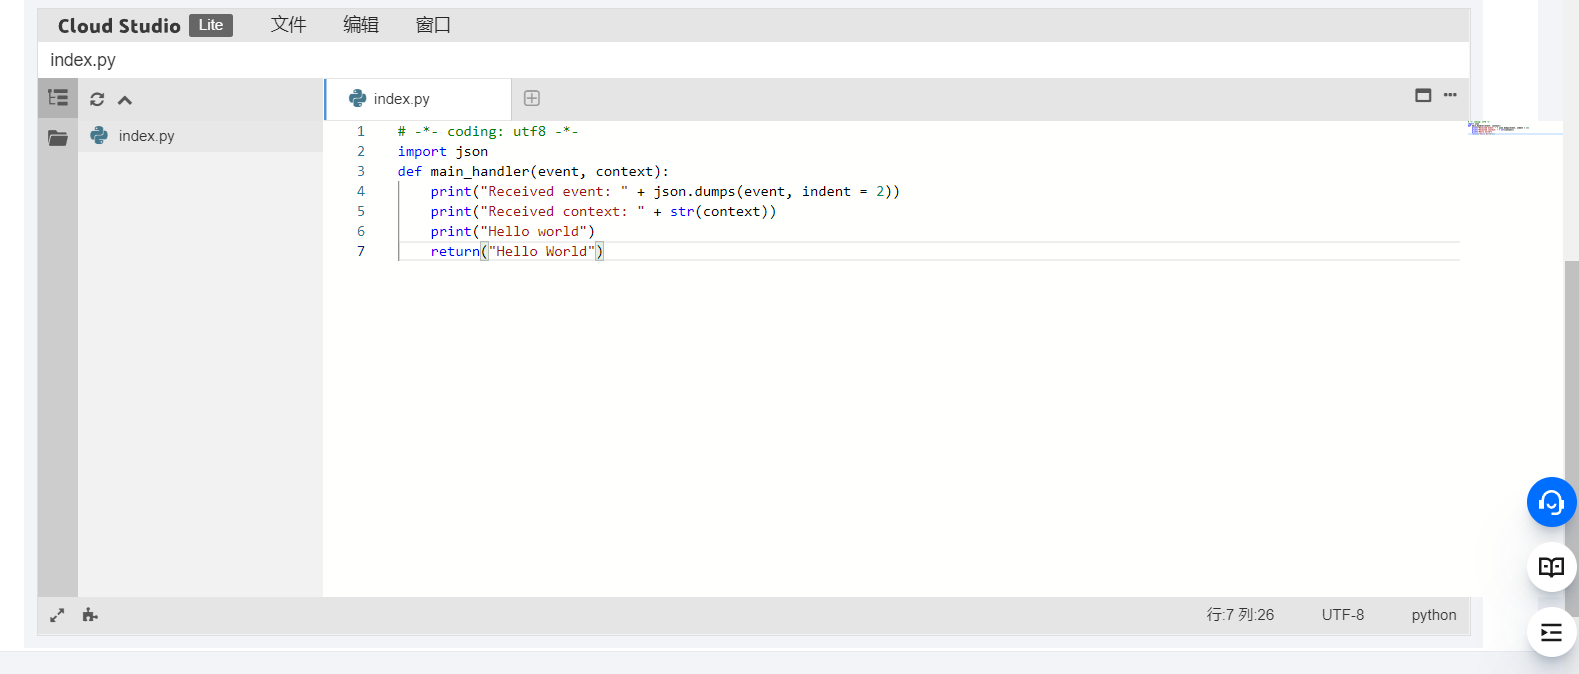 Cloud Studio Lite 文件 编辑 窗口
index.py
index.py
index.py
1 # -*- coding: utf8 -*-
2 import json
3 def main_handler(event, context):
4 print("Received event: " + json.dumps(event, indent = 2))
5 print("Received context: " + str(context))
6 print("Hello world")
7 return("Hello World")
行:7 列:26 UTF-8 python